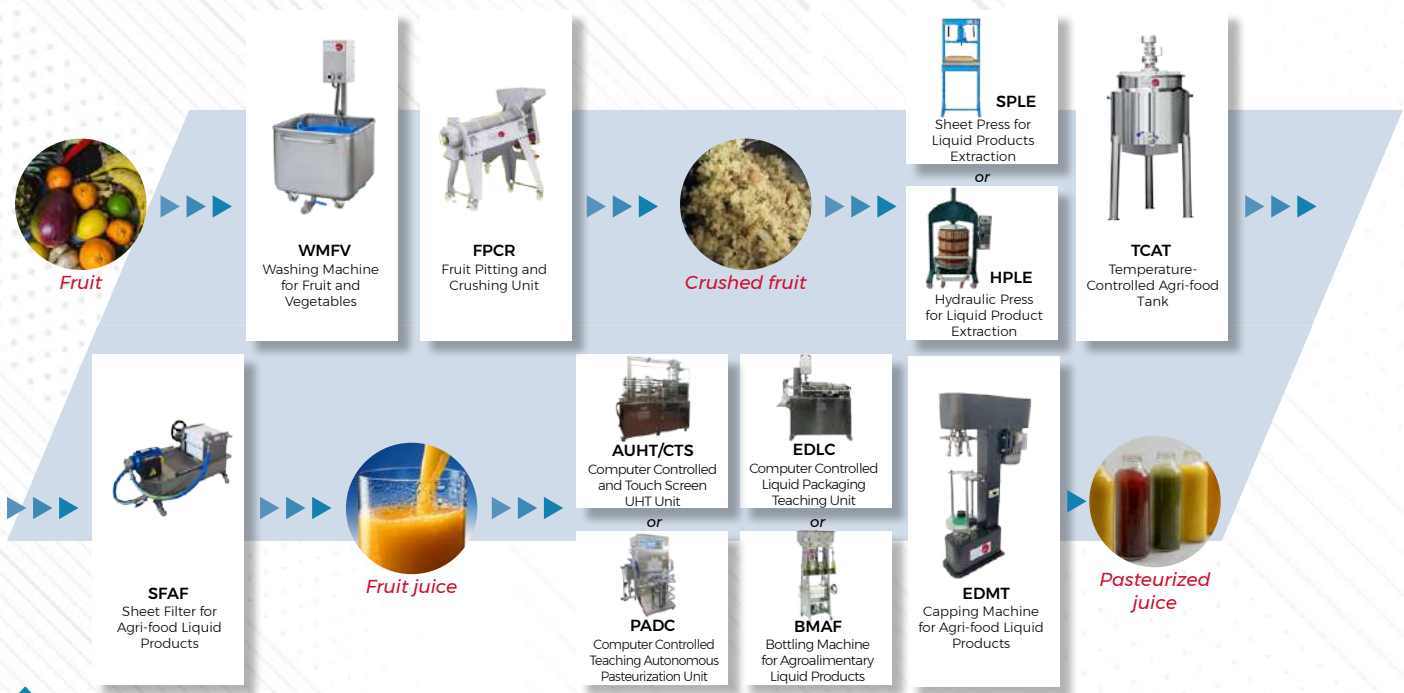 Fruit
WMFV
Washing Machine
for Fruit and
Vegetables
FPCR
Fruit Pitting and
Crushing Unit
Crushed fruit
SPLE
Sheet Press for
Liquid Products
Extraction
or
HPLE
Hydraulic Press
for Liquid Product
Extraction
TCAT
Temperature-
Controlled Agri-food
Tank
SFAF
Sheet Filter for
Agri-food Liquid
Products
Fruit juice
AUHT/CTS
Computer Controlled
and Touch Screen
UHT Unit
or
PADC
Computer Controlled
Teaching Autonomous
Pasteurization Unit
EDLC
Computer Controlled
Liquid Packaging
Teaching Unit
or
BMAF
Bottling Machine
for Agroalimentary
Liquid Products
EDMT
Capping Machine
for Agri-food Liquid
Products
Pasteurized
juice